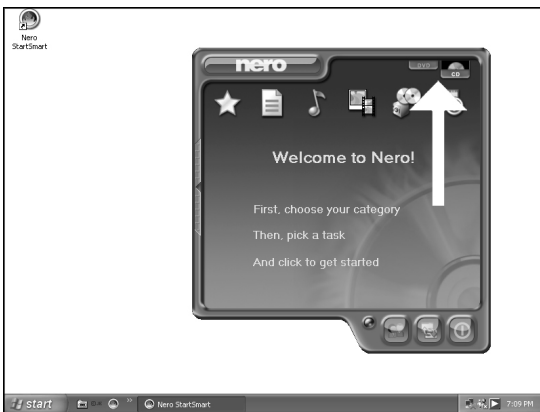 Nero
StartSmart
nero
DVD
CD
Welcome to Nero!
First, choose your category
Then, pick a task
And click to get started
start
Nero StartSmart
7:09 PM